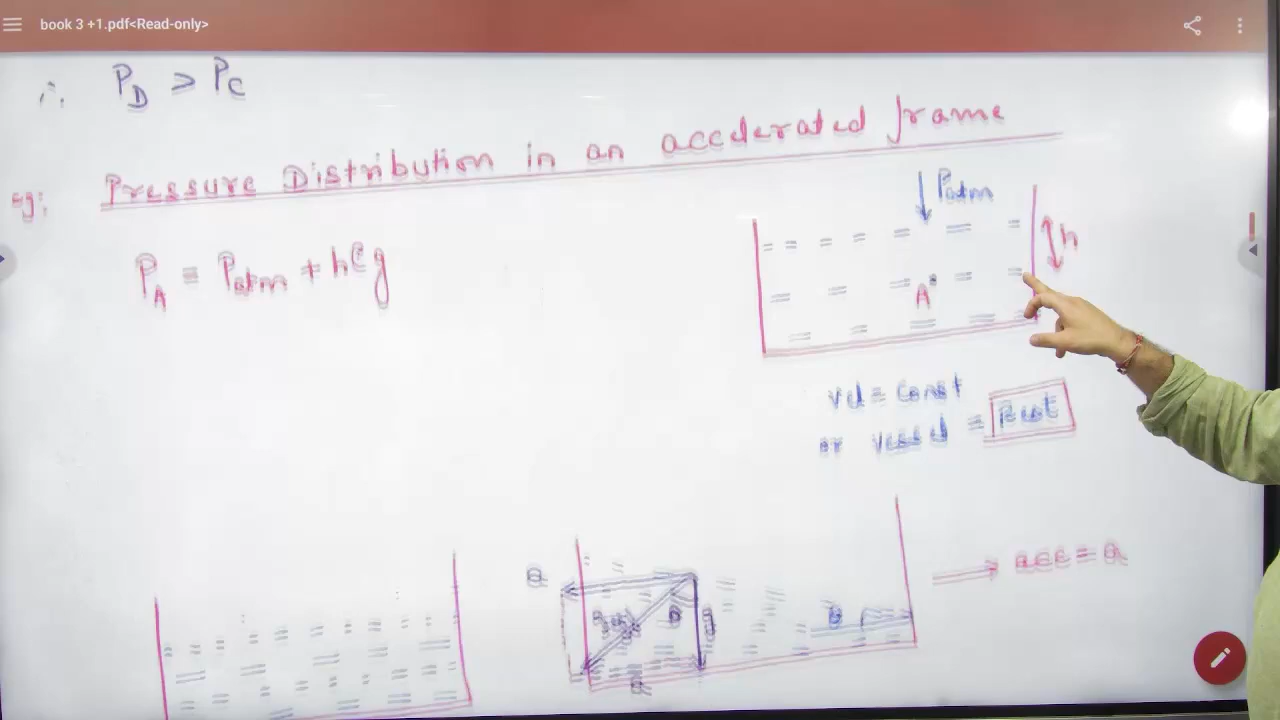 book 3 +1.pdf<Read-only>
∴ P_D > P_C
eg: Pressure Distribution in an accelerated frame
P_A = P_atm + hρg
P_atm
h
A
vel = const
or vessel = Rest
acc = a
a
θ
g
θ
a